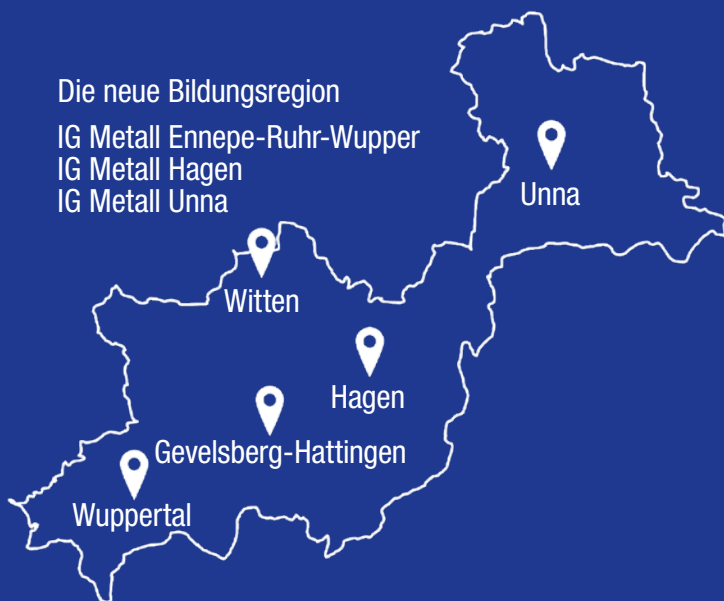 Die neue Bildungsregion
IG Metall Ennepe-Ruhr-Wupper
IG Metall Hagen
IG Metall Unna
Unna
Witten
Hagen
Gevelsberg-Hattingen
Wuppertal